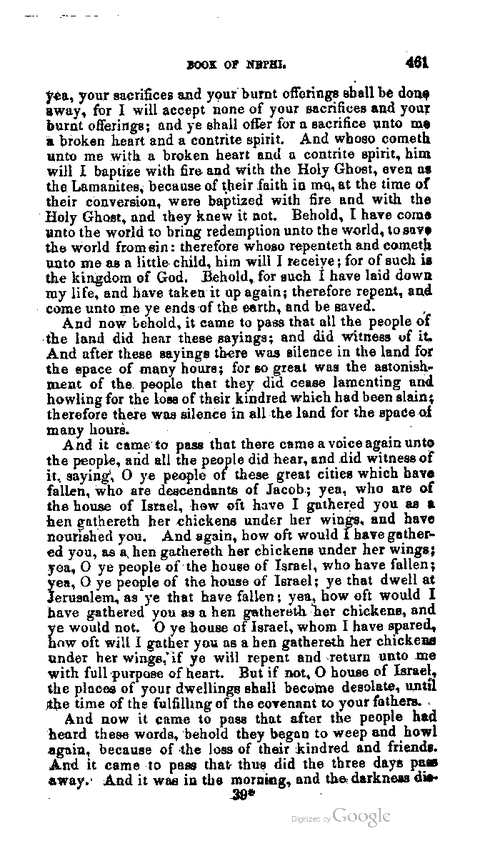 BOOK OF NEPHI. 461
yea, your sacrifices and your burnt offerings shall be done
away, for I will accept none of your sacrifices and your
burnt offerings; and ye shall offer for a sacrifice unto me
a broken heart and a contrite spirit. And whoso cometh
unto me with a broken heart and a contrite spirit, him
will I baptize with fire and with the Holy Ghost, even as
the Lamanites, because of their faith in me, at the time of
their conversion, were baptized with fire and with the
Holy Ghost, and they knew it not. Behold, I have come
unto the world to bring redemption unto the world, to save
the world from sin: therefore whoso repenteth and cometh
unto me as a little child, him will I receive; for of such is
the kingdom of God. Behold, for such I have laid down
my life, and have taken it up again; therefore repent, and
come unto me ye ends of the earth, and be saved.
And now behold, it came to pass that all the people of
the land did hear these sayings; and did witness of it.
And after these sayings there was silence in the land for
the space of many hours; for so great was the astonish-
ment of the people that they did cease lamenting and
howling for the loss of their kindred which had been slain;
therefore there was silence in all the land for the space of
many hours.
And it came to pass that there came a voice again unto
the people, and all the people did hear, and did witness of
it, saying, O ye people of these great cities which have
fallen, who are descendants of Jacob; yea, who are of
the house of Israel, how oft have I gathered you as a
hen gathereth her chickens under her wings, and have
nourished you. And again, how oft would I have gather-
ed you, as a hen gathereth her chickens under her wings;
yea, O ye people of the house of Israel, who have fallen;
yea, O ye people of the house of Israel; ye that dwell at
Jerusalem, as ye that have fallen; yea, how oft would I
have gathered you as a hen gathereth her chickens, and
ye would not. O ye house of Israel, whom I have spared,
how oft will I gather you as a hen gathereth her chickens
under her wings, if ye will repent and return unto me
with full purpose of heart. But if not, O house of Israel,
the places of your dwellings shall become desolate, until
the time of the fulfilling of the covenant to your fathers.
And now it came to pass that after the people had
heard these words, behold they began to weep and howl
again, because of the loss of their kindred and friends.
And it came to pass that thus did the three days pass
away. And it was in the morning, and the darkness dis-
39*
Digitized by Google